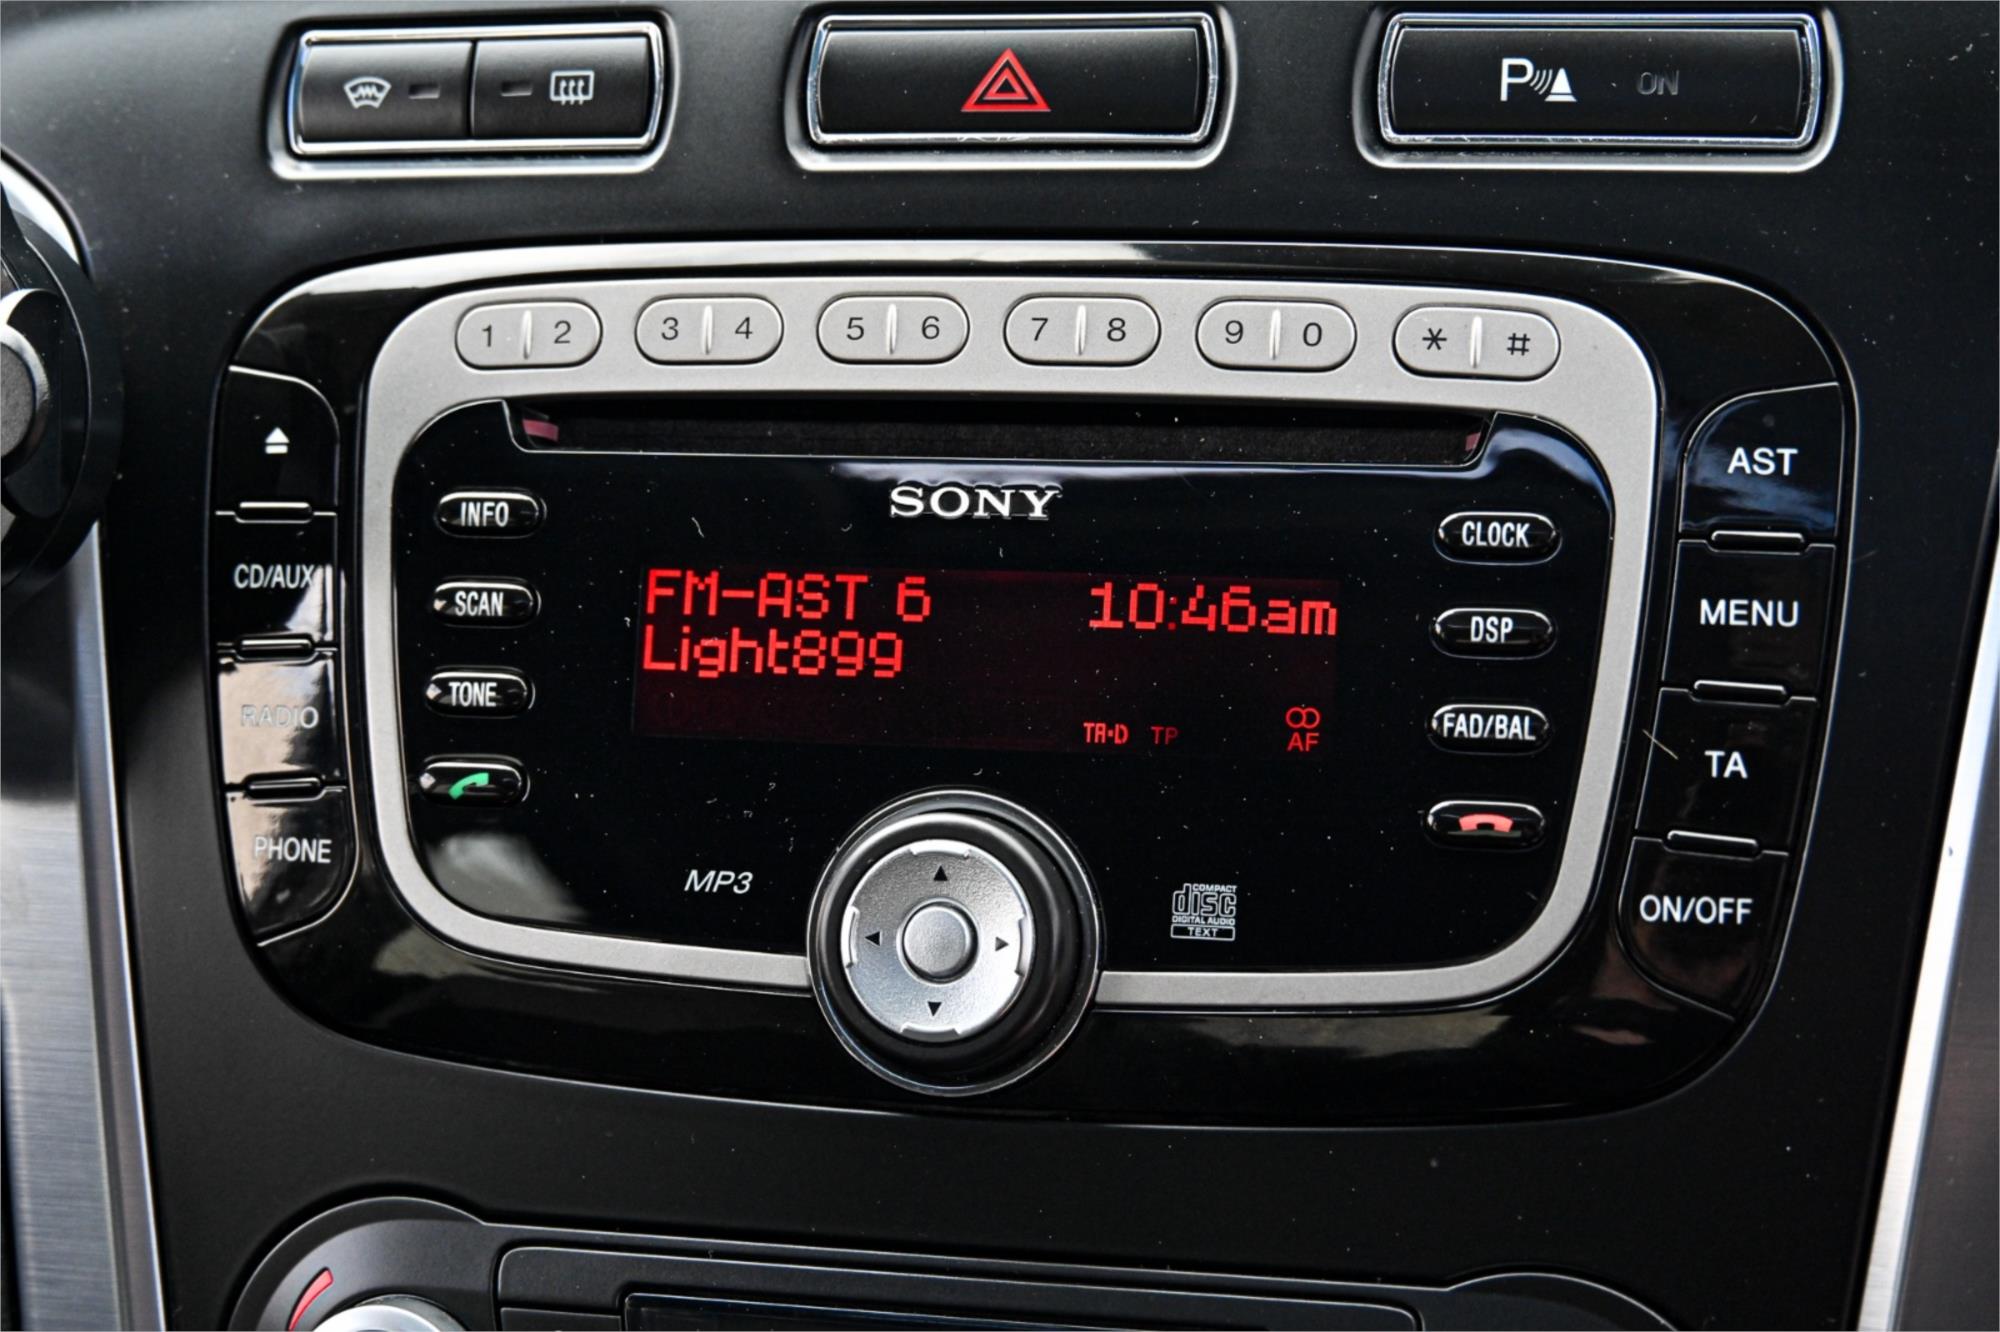 P ON
1 2 3 4 5 6 7 8 9 0 * #
SONY
AST
INFO
CLOCK
CD/AUX
SCAN
FM-AST 6 10:46am
DSP
MENU
Light899
TONE
RADIO
TA·D TP AF
FAD/BAL
TA
PHONE
MP3
COMPACT
disc
DIGITAL AUDIO
TEXT
ON/OFF